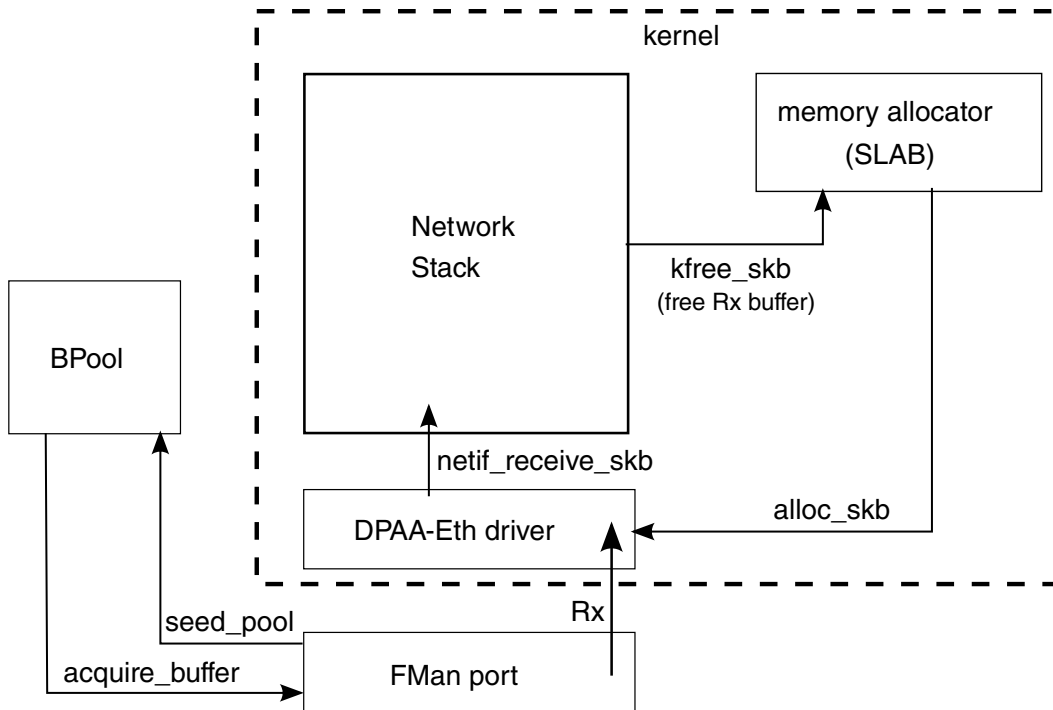 kernel
memory allocator
(SLAB)
Network
Stack
kfree_skb
(free Rx buffer)
BPool
netif_receive_skb
alloc_skb
DPAA-Eth driver
Rx
seed_pool
acquire_buffer
FMan port